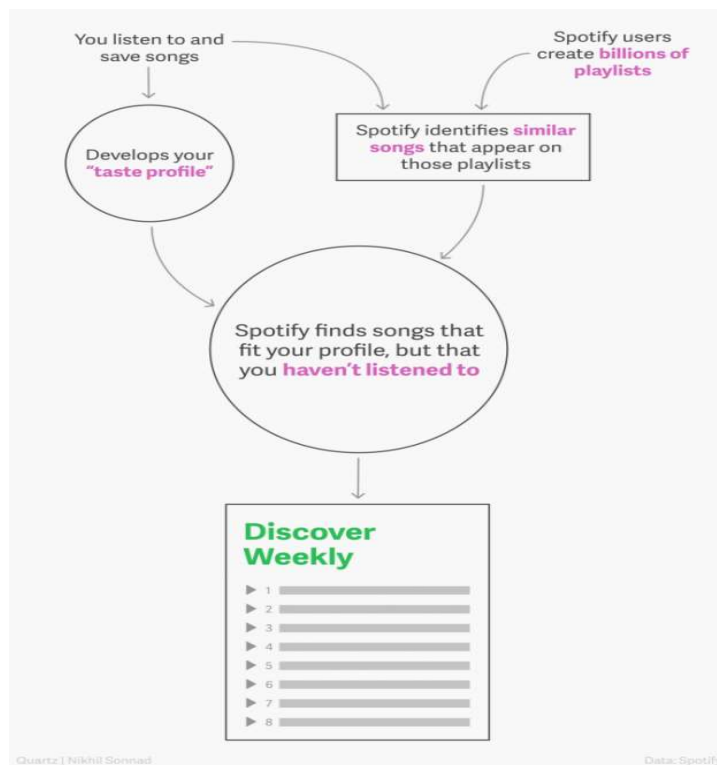 You listen to and
save songs
Spotify users
create billions of
playlists
Develops your
“taste profile”
Spotify identifies similar
songs that appear on
those playlists
Spotify finds songs that
fit your profile, but that
you haven’t listened to
Discover
Weekly
1
2
3
4
5
6
7
8
Quartz | Nikhil Sonnad
Data: Spotif